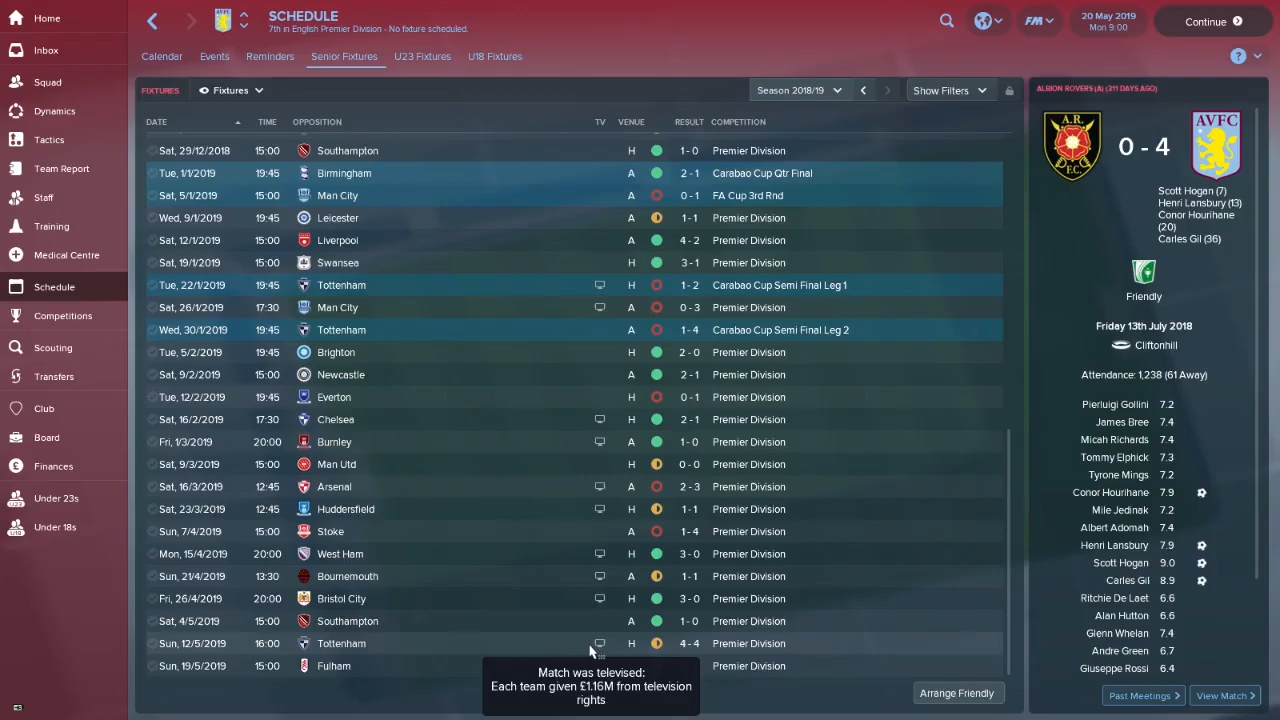 Home
Inbox
Squad
Dynamics
Tactics
Team Report
Staff
Training
Medical Centre
Schedule
Competitions
Scouting
Transfers
Club
Board
Finances
Under 23s
Under 18s
SCHEDULE
7th in English Premier Division - No fixture scheduled.
FM
20 May 2019
Mon 9:00
Continue
Calendar Events Reminders Senior Fixtures U23 Fixtures U18 Fixtures
?
FIXTURES Fixtures Season 2018/19 Show Filters
DATE TIME OPPOSITION TV VENUE RESULT COMPETITION
Sat, 29/12/2018 15:00 Southampton H 1-0 Premier Division
Tue, 1/1/2019 19:45 Birmingham A 2-1 Carabao Cup Qtr Final
Sat, 5/1/2019 15:00 Man City A 0-1 FA Cup 3rd Rnd
Wed, 9/1/2019 19:45 Leicester A 1-1 Premier Division
Sat, 12/1/2019 15:00 Liverpool A 4-2 Premier Division
Sat, 19/1/2019 15:00 Swansea H 3-1 Premier Division
Tue, 22/1/2019 19:45 Tottenham H 1-2 Carabao Cup Semi Final Leg 1
Sat, 26/1/2019 17:30 Man City A 0-3 Premier Division
Wed, 30/1/2019 19:45 Tottenham A 1-4 Carabao Cup Semi Final Leg 2
Tue, 5/2/2019 19:45 Brighton H 2-0 Premier Division
Sat, 9/2/2019 15:00 Newcastle A 2-1 Premier Division
Tue, 12/2/2019 19:45 Everton H 0-1 Premier Division
Sat, 16/2/2019 17:30 Chelsea H 2-1 Premier Division
Fri, 1/3/2019 20:00 Burnley A 1-0 Premier Division
Sat, 9/3/2019 15:00 Man Utd H 0-0 Premier Division
Sat, 16/3/2019 12:45 Arsenal A 2-3 Premier Division
Sat, 23/3/2019 12:45 Huddersfield H 1-1 Premier Division
Sun, 7/4/2019 15:00 Stoke A 1-4 Premier Division
Mon, 15/4/2019 20:00 West Ham H 3-0 Premier Division
Sun, 21/4/2019 13:30 Bournemouth A 1-1 Premier Division
Fri, 26/4/2019 20:00 Bristol City H 3-0 Premier Division
Sat, 4/5/2019 15:00 Southampton A 1-0 Premier Division
Sun, 12/5/2019 16:00 Tottenham H 4-4 Premier Division
Sun, 19/5/2019 15:00 Fulham Premier Division
Match was televised:
Each team given £1.16M from television
rights
Arrange Friendly
ALBION ROVERS (A) (311 DAYS AGO)
A.R.
F.C.
0 - 4
AVFC
Scott Hogan (7)
Henri Lansbury (13)
Conor Hourihane
(20)
Carles Gil (36)
Friendly
Friday 13th July 2018
Cliftonhill
Attendance: 1,238 (61 Away)
Pierluigi Gollini 7.2
James Bree 7.4
Micah Richards 7.4
Tommy Elphick 7.3
Tyrone Mings 7.2
Conor Hourihane 7.9
Mile Jedinak 7.2
Albert Adomah 7.4
Henri Lansbury 7.9
Scott Hogan 9.0
Carles Gil 8.9
Ritchie De Laet 6.6
Alan Hutton 6.6
Glenn Whelan 7.4
Andre Green 6.7
Giuseppe Rossi 6.4
Past Meetings View Match